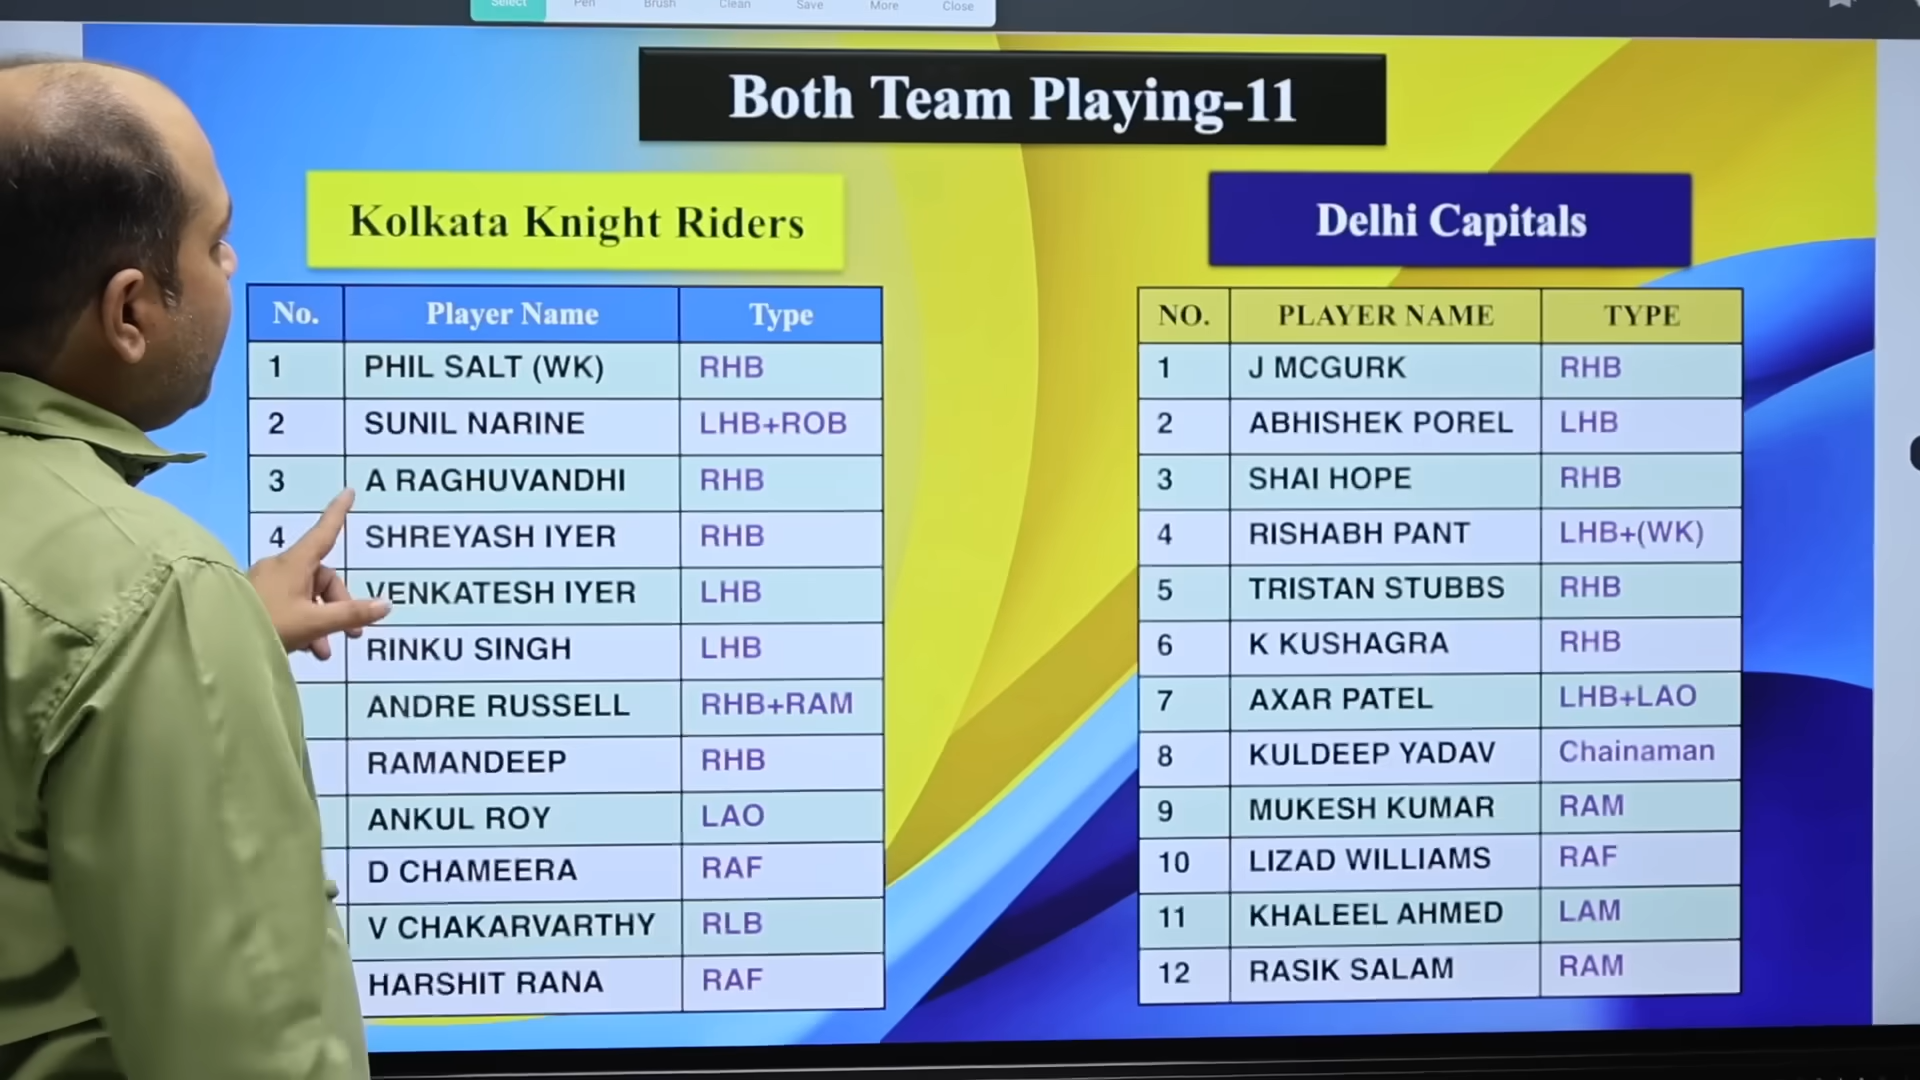 Select Pen Brush Clean Save More Close
Both Team Playing-11
Kolkata Knight Riders
No. Player Name Type
1 PHIL SALT (WK) RHB
2 SUNIL NARINE LHB+ROB
3 A RAGHUVANDHI RHB
4 SHREYASH IYER RHB
VENKATESH IYER LHB
RINKU SINGH LHB
ANDRE RUSSELL RHB+RAM
RAMANDEEP RHB
ANKUL ROY LAO
D CHAMEERA RAF
V CHAKARVARTHY RLB
HARSHIT RANA RAF
Delhi Capitals
NO. PLAYER NAME TYPE
1 J MCGURK RHB
2 ABHISHEK POREL LHB
3 SHAI HOPE RHB
4 RISHABH PANT LHB+(WK)
5 TRISTAN STUBBS RHB
6 K KUSHAGRA RHB
7 AXAR PATEL LHB+LAO
8 KULDEEP YADAV Chainaman
9 MUKESH KUMAR RAM
10 LIZAD WILLIAMS RAF
11 KHALEEL AHMED LAM
12 RASIK SALAM RAM